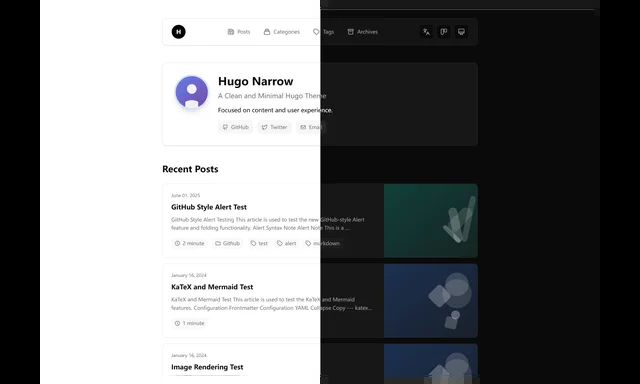 H Posts Categories Tags Archives
Hugo Narrow
A Clean and Minimal Hugo Theme
Focused on content and user experience.
GitHub Twitter Email
Recent Posts
June 01, 2025
GitHub Style Alert Test
GitHub Style Alert Testing This article is used to test the new GitHub-style Alert
feature and folding functionality. Alert Syntax Note Alert Note This is a ...
2 minute Github test alert markdown
January 16, 2024
KaTeX and Mermaid Test
KaTeX and Mermaid Test This article is used to test the KaTeX and Mermaid
features. Configuration Frontmatter Configuration YAML Collapse Copy --- katex...
1 minute
January 16, 2024
Image Rendering Test